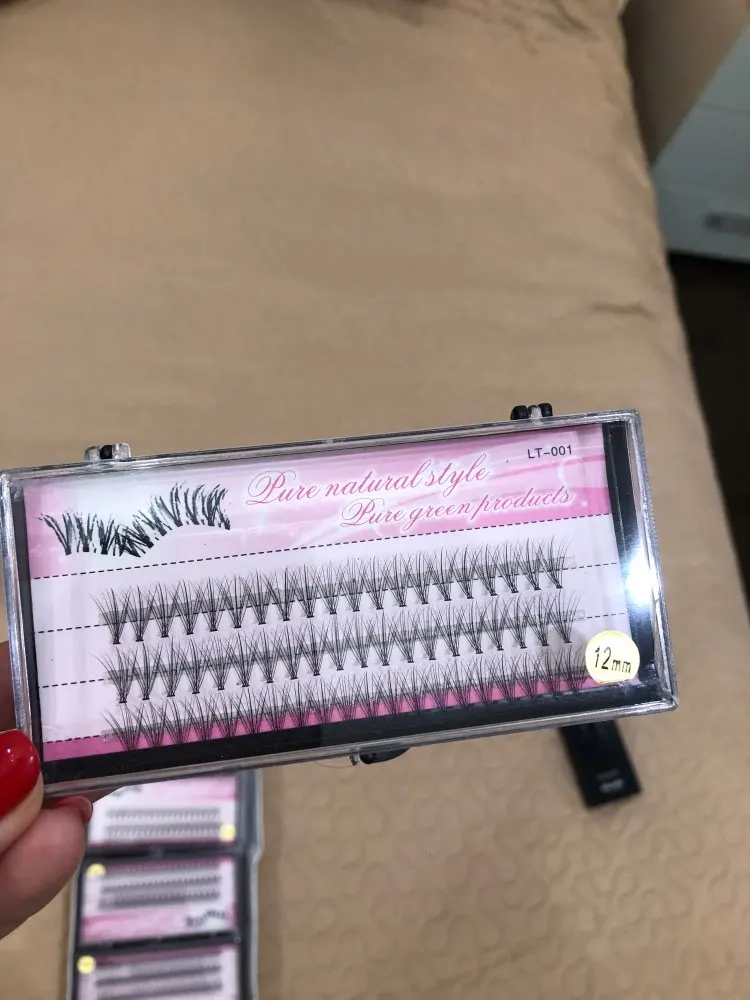 LT-001
Pure natural style
Pure green products
12mm